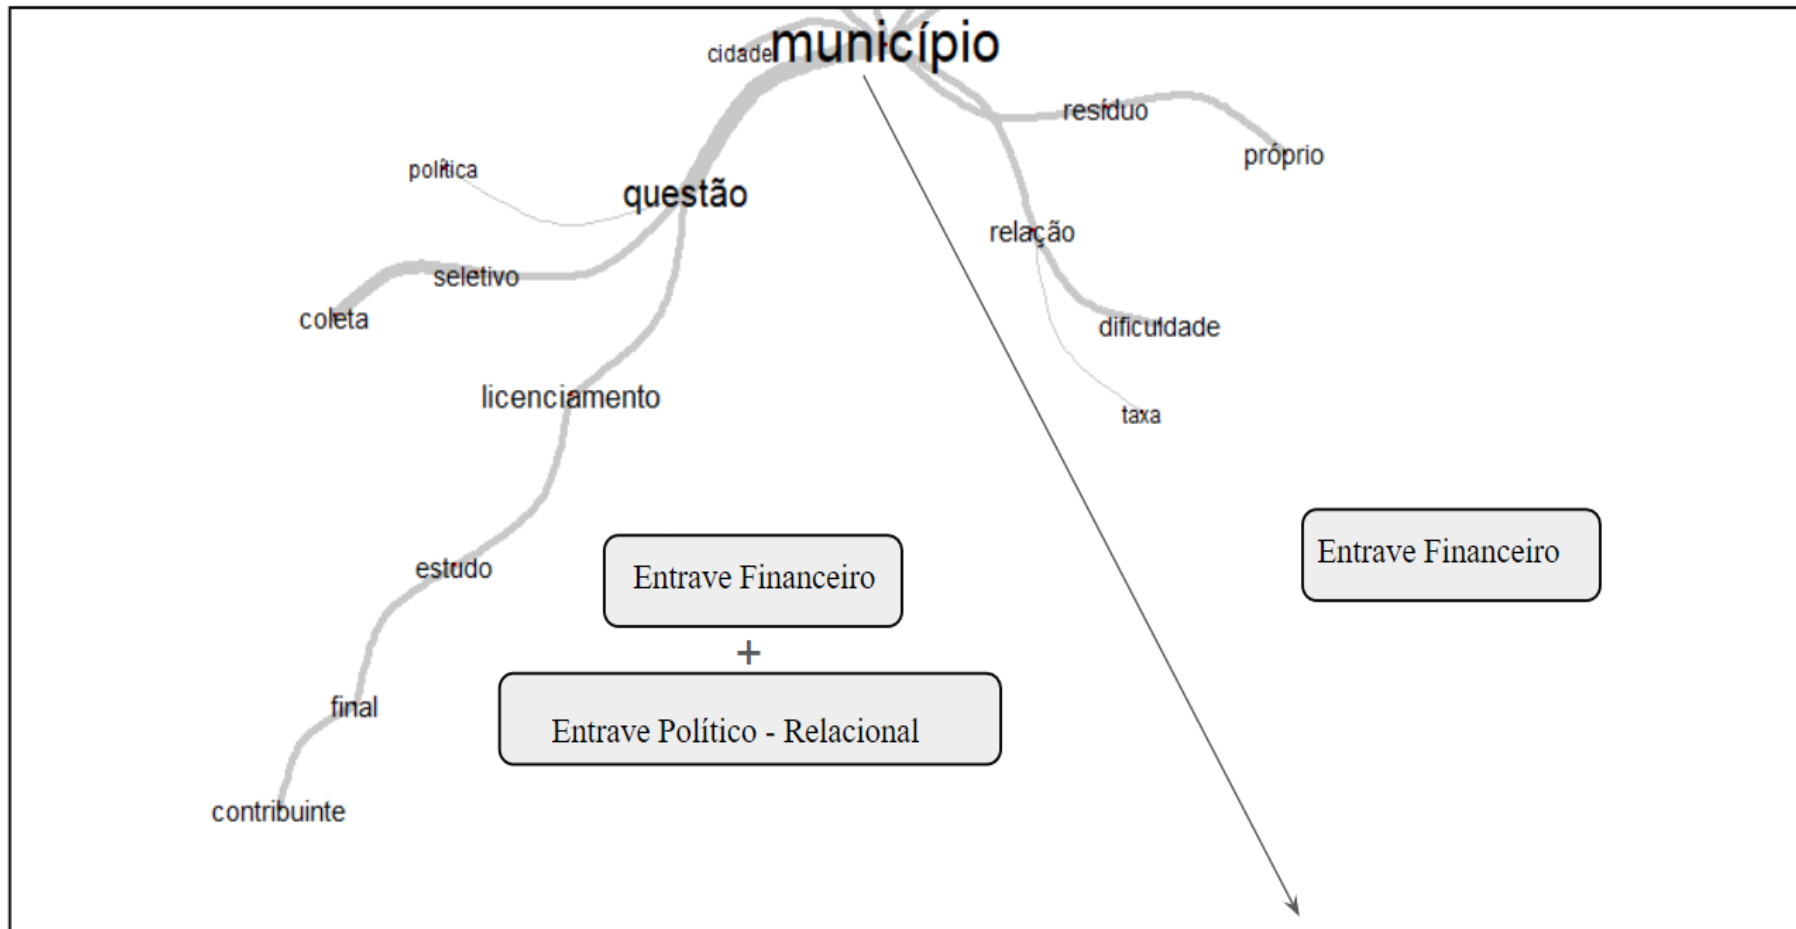 município
cidade
resíduo
próprio
política
questão
relação
seletivo
coleta
dificuldade
licenciamento
taxa
estudo
Entrave Financeiro
Entrave Financeiro
+
Entrave Político - Relacional
final
contribuinte